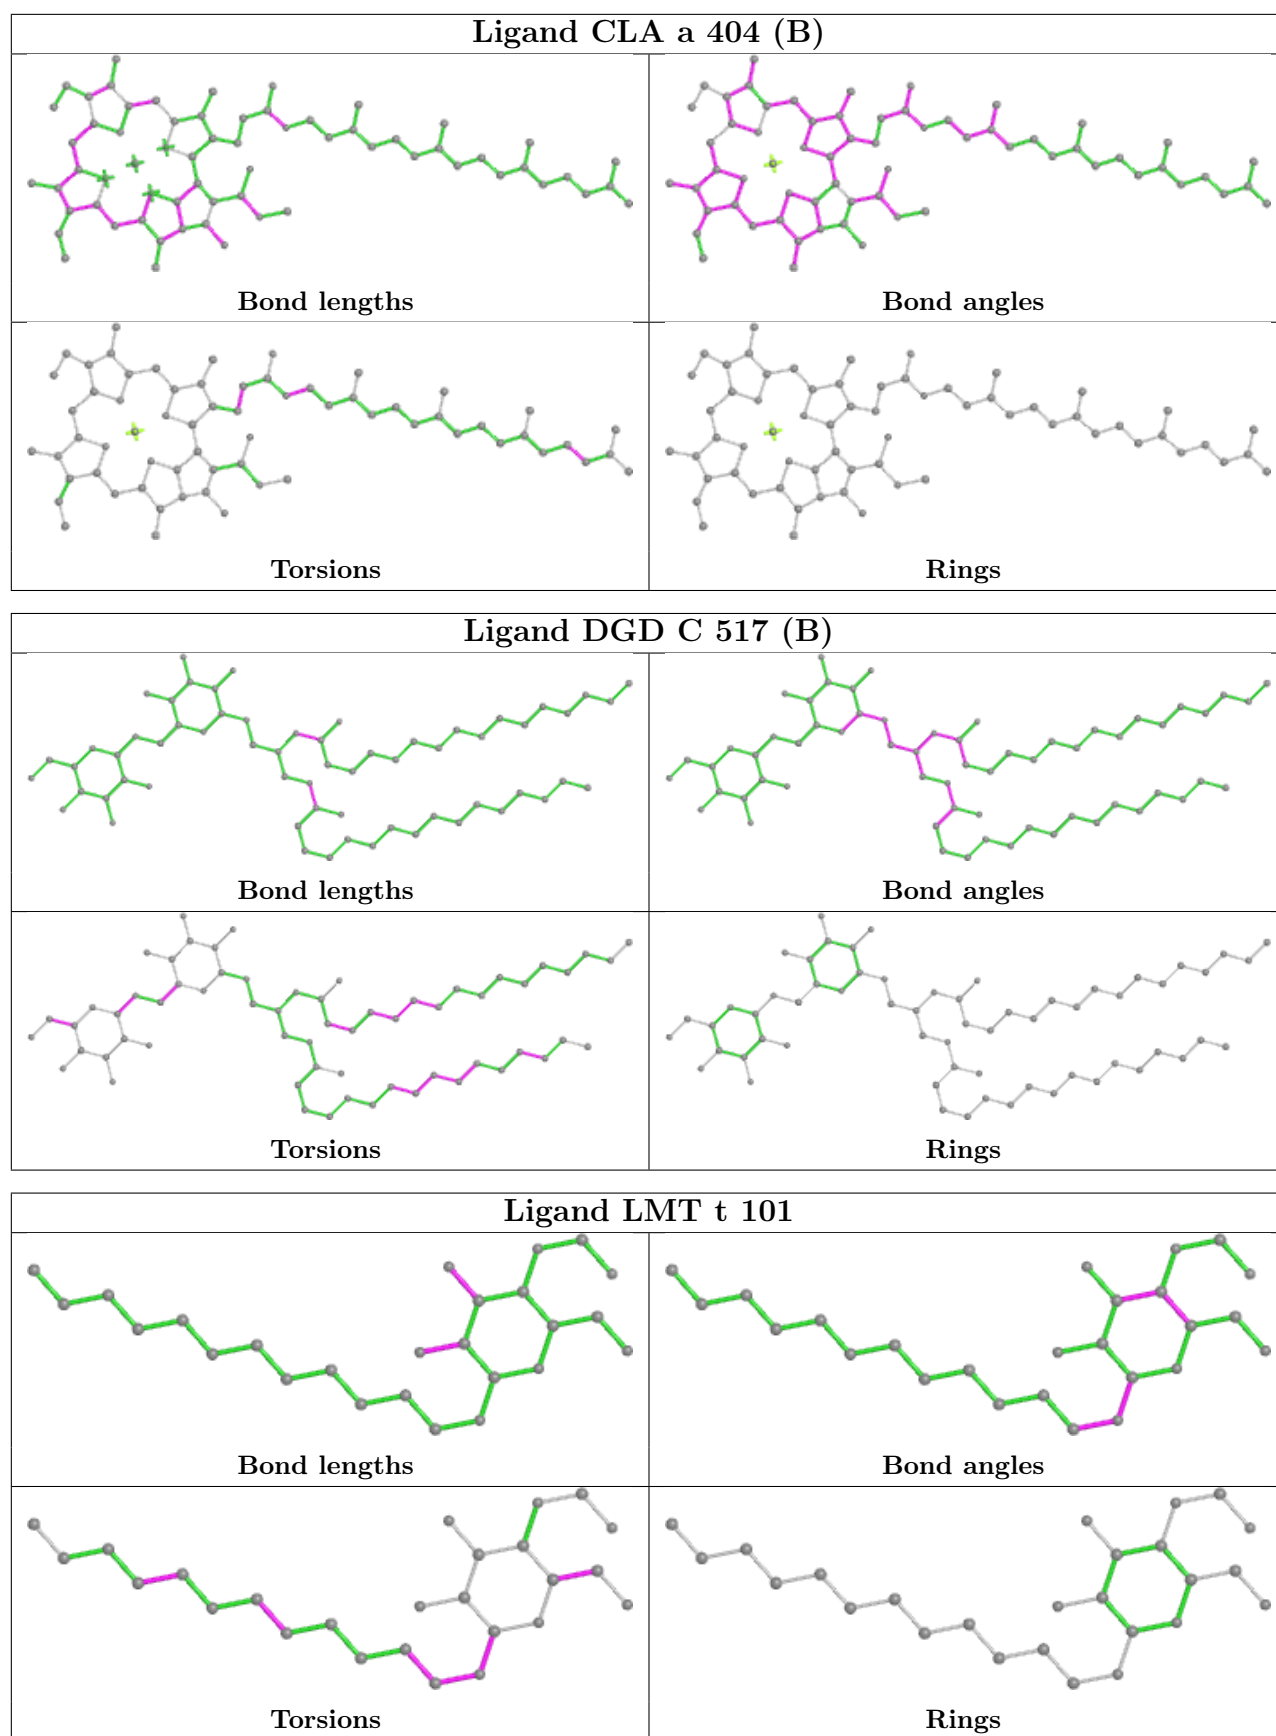 Ligand CLA a 404 (B)
Bond lengths
Bond angles
Torsions
Rings
Ligand DGD C 517 (B)
Bond lengths
Bond angles
Torsions
Rings
Ligand LMT t 101
Bond lengths
Bond angles
Torsions
Rings